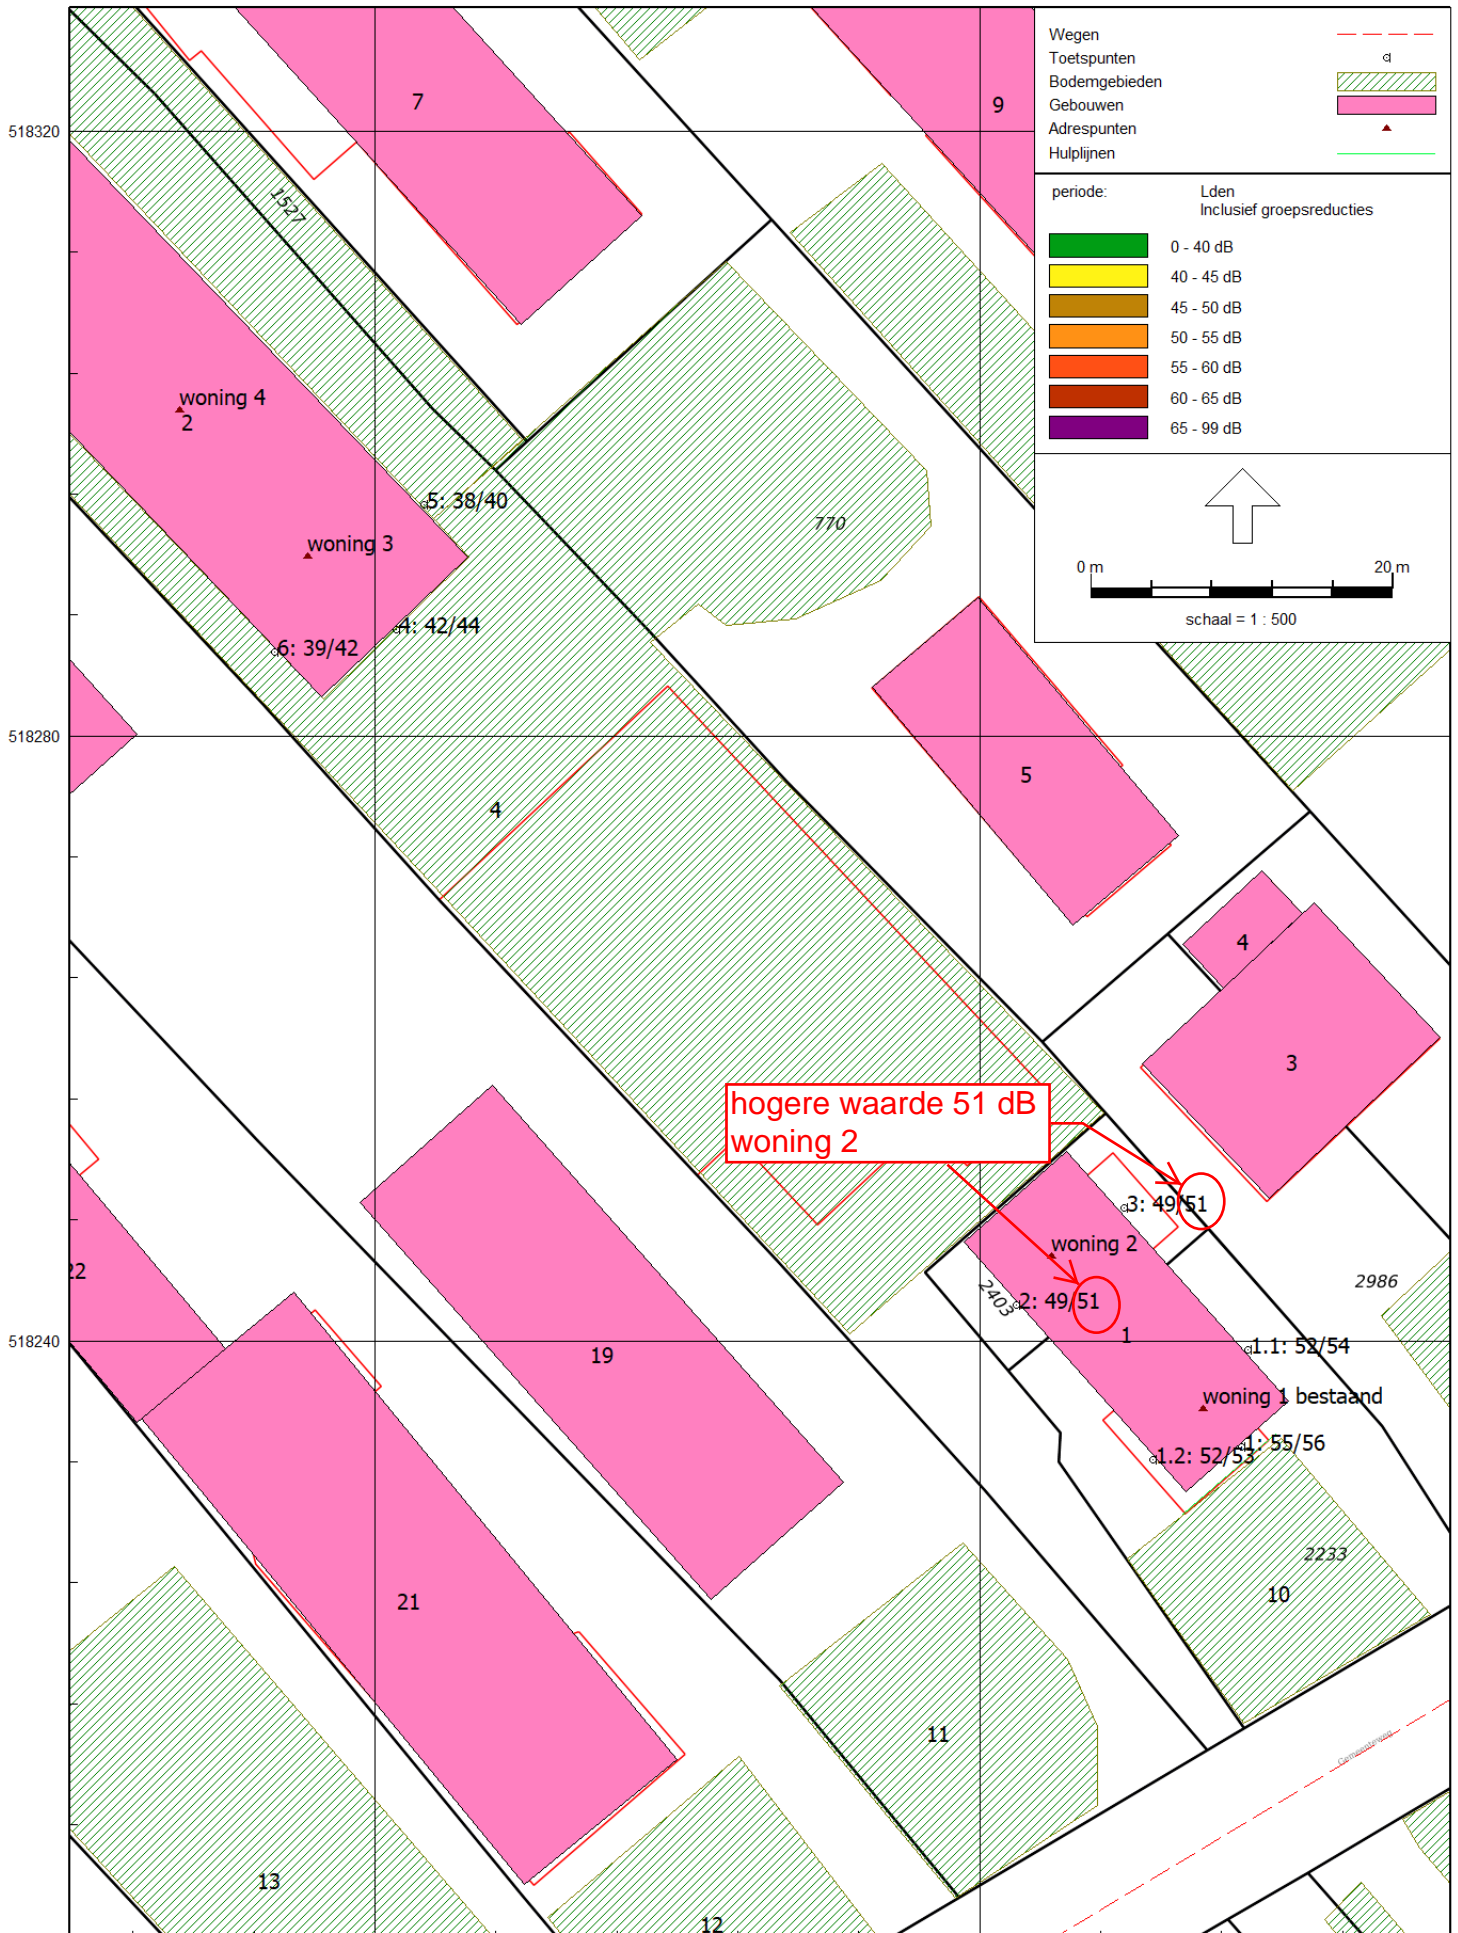 Wegen
Toetspunten
Bodemgebieden
Gebouwen
Adrespunten
Hulplijnen
periode: Lden
Inclusief groepsreducties
0 - 40 dB
40 - 45 dB
45 - 50 dB
50 - 55 dB
55 - 60 dB
60 - 65 dB
65 - 99 dB
0 m 20 m
schaal = 1 : 500
7
9
518320
1527
woning 4
2
5: 38/40
770
woning 3
4: 42/44
6: 39/42
518280
5
4
4
3
hogere waarde 51 dB
woning 2
3: 49/51
woning 2
22
2986
2403
2: 49/51
1
518240
19
1.1: 52/54
woning 1 bestaand
1: 55/56
1.2: 52/53
2233
10
21
11
Gemeenteweg
13
12